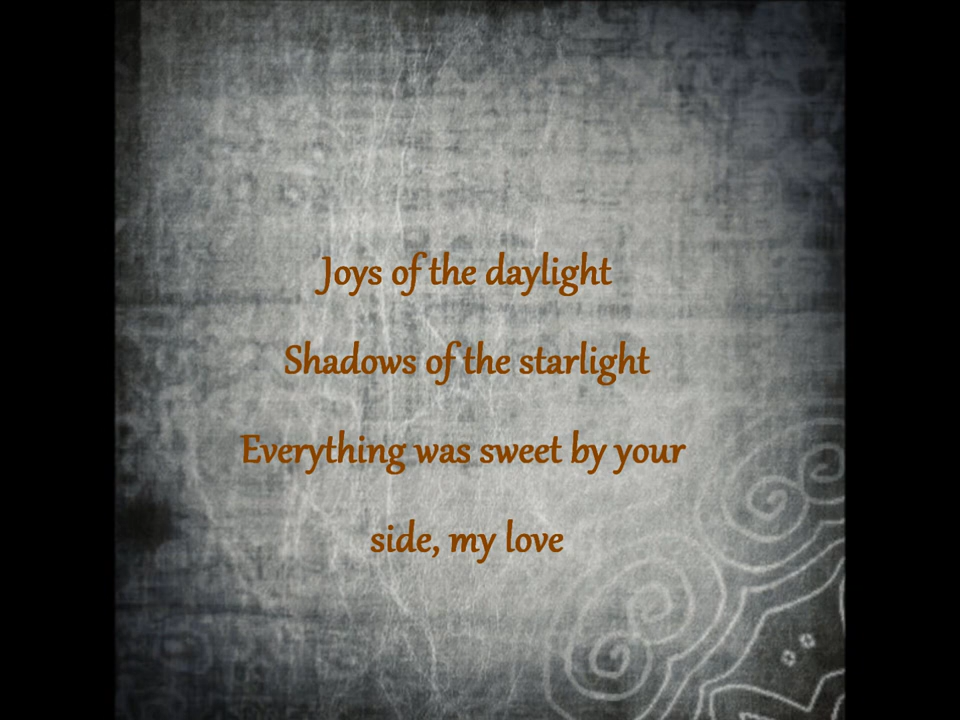 Joys of the daylight
Shadows of the starlight
Everything was sweet by your
side, my love